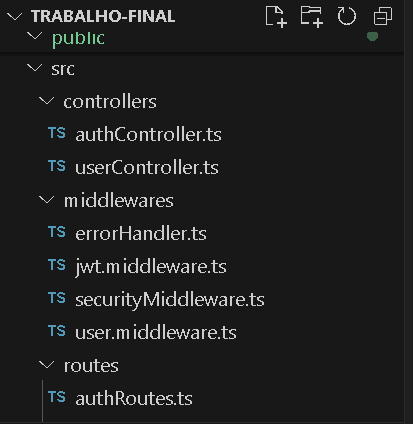 TRABALHO-FINAL
public
src
controllers
TS authController.ts
TS userController.ts
middlewares
TS errorHandler.ts
TS jwt.middleware.ts
TS securityMiddleware.ts
TS user.middleware.ts
routes
TS authRoutes.ts